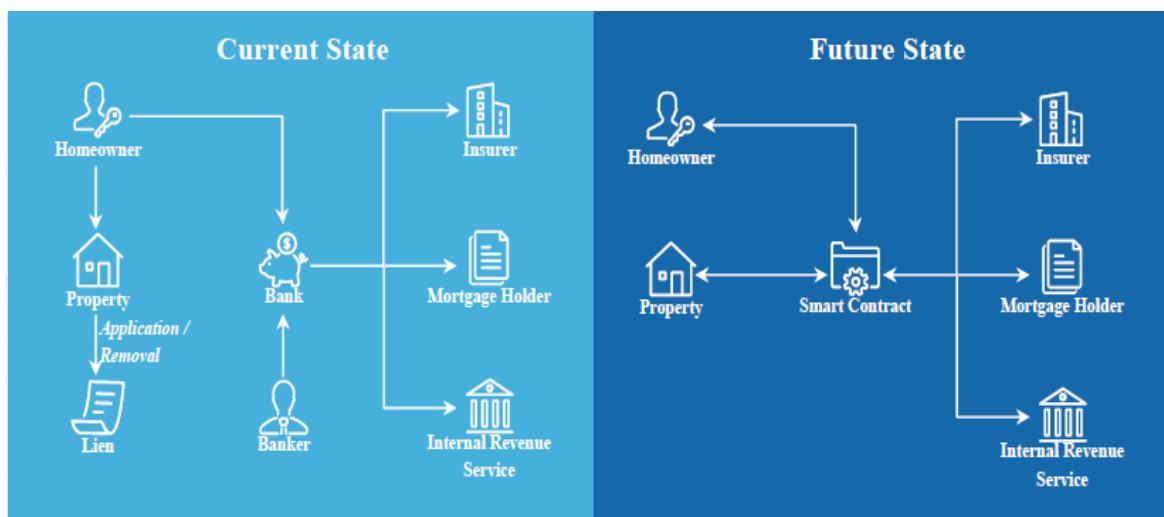 Current State
Homeowner
Insurer
Property
Application /
Removal
$
Bank
Mortgage Holder
Lien
Banker
Internal Revenue
Service
Future State
Homeowner
Insurer
Property
Smart Contract
Mortgage Holder
Internal Revenue
Service